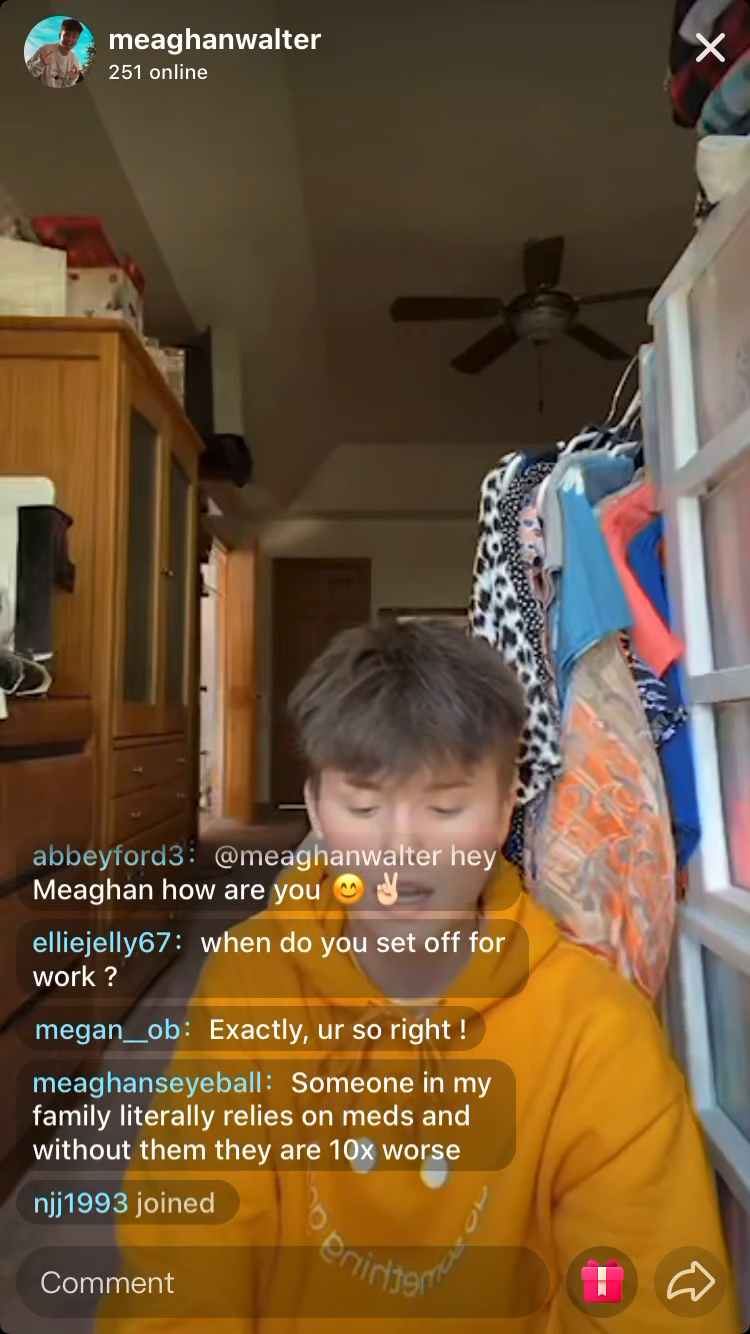 meaghanwalter
251 online
abbeyford3: @meaghanwalter hey
Meaghan how are you 😊 ✌🏻
elliejelly67: when do you set off for
work ?
megan__ob: Exactly, ur so right !
meaghanseyeball: Someone in my
family literally relies on meds and
without them they are 10x worse
njj1993 joined
do something
Comment